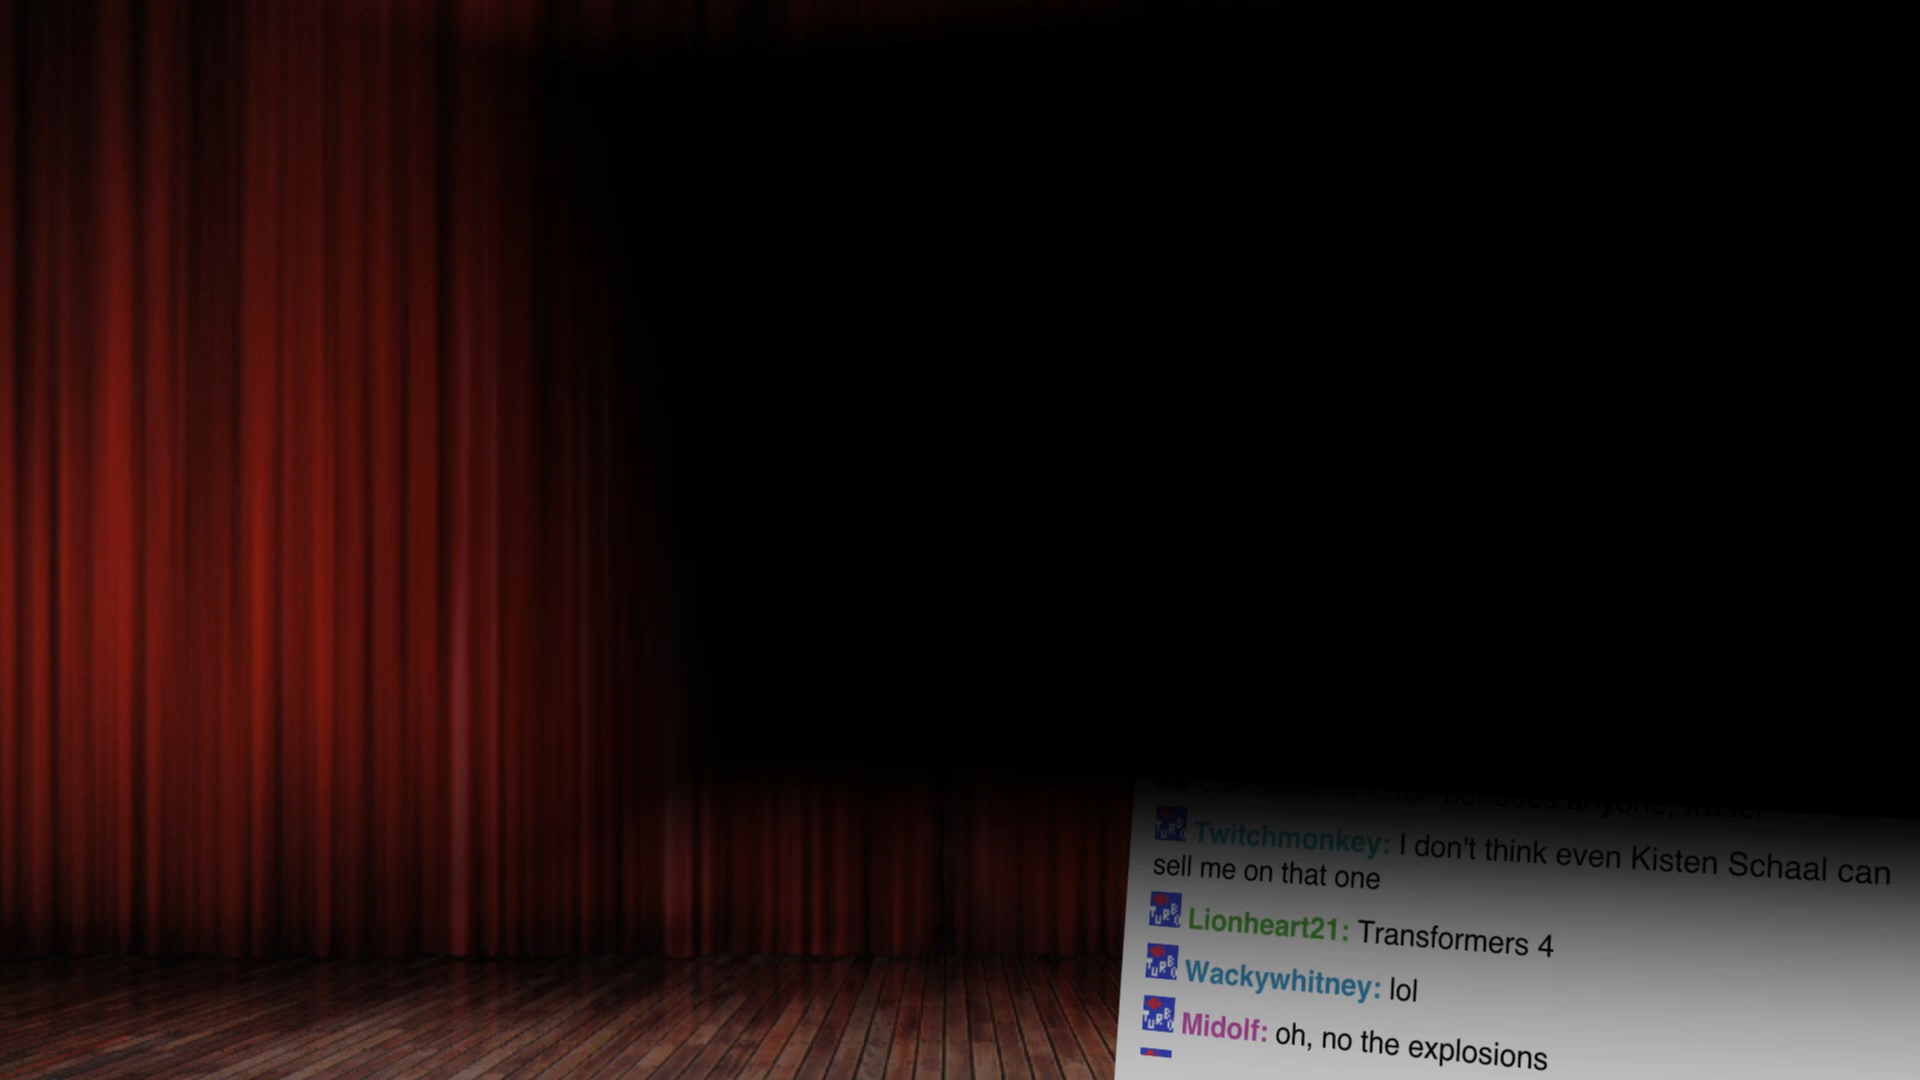 Twitchmonkey: I don't think even Kisten Schaal can
sell me on that one
Lionheart21: Transformers 4
Wackywhitney: lol
Midolf: oh, no the explosions